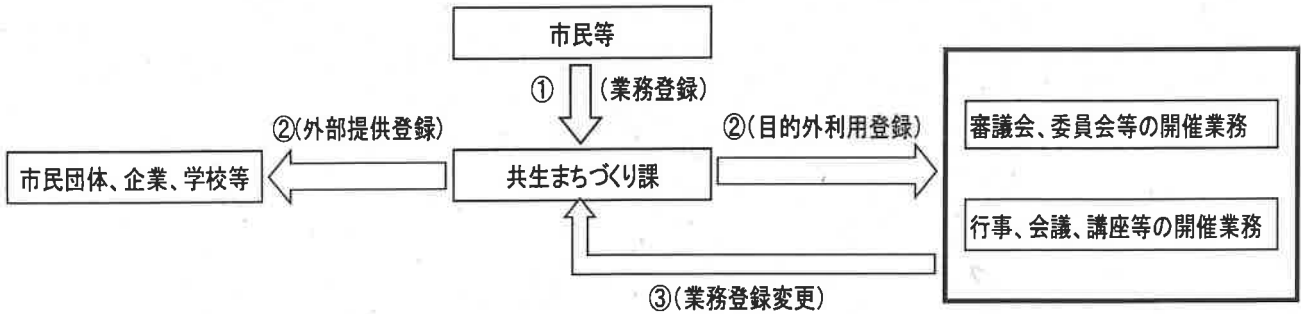 市民等
① (業務登録)
②(外部提供登録)
②(目的外利用登録)
市民団体、企業、学校等
共生まちづくり課
審議会、委員会等の開催業務
行事、会議、講座等の開催業務
③(業務登録変更)